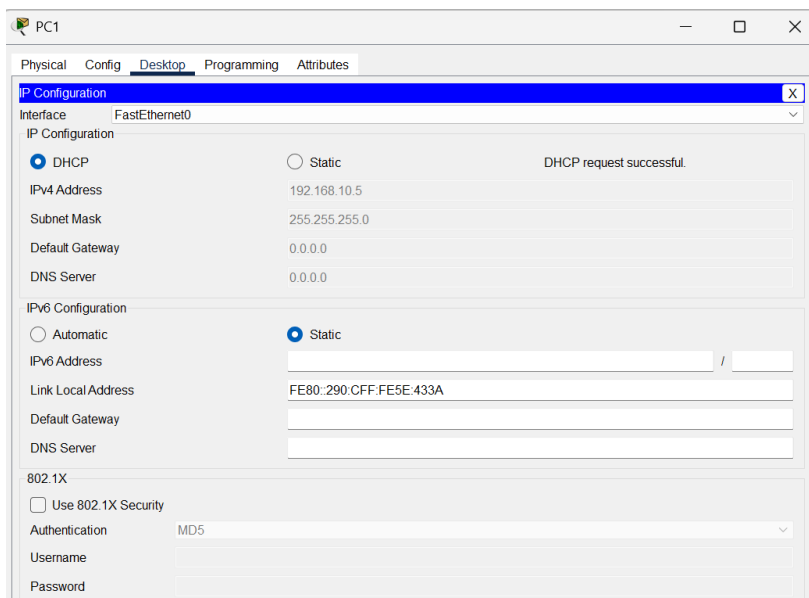 PC1
Physical Config Desktop Programming Attributes
IP Configuration X
Interface FastEthernet0
IP Configuration
DHCP Static DHCP request successful.
IPv4 Address 192.168.10.5
Subnet Mask 255.255.255.0
Default Gateway 0.0.0.0
DNS Server 0.0.0.0
IPv6 Configuration
Automatic Static
IPv6 Address /
Link Local Address FE80::290:CFF:FE5E:433A
Default Gateway
DNS Server
802.1X
Use 802.1X Security
Authentication MD5
Username
Password